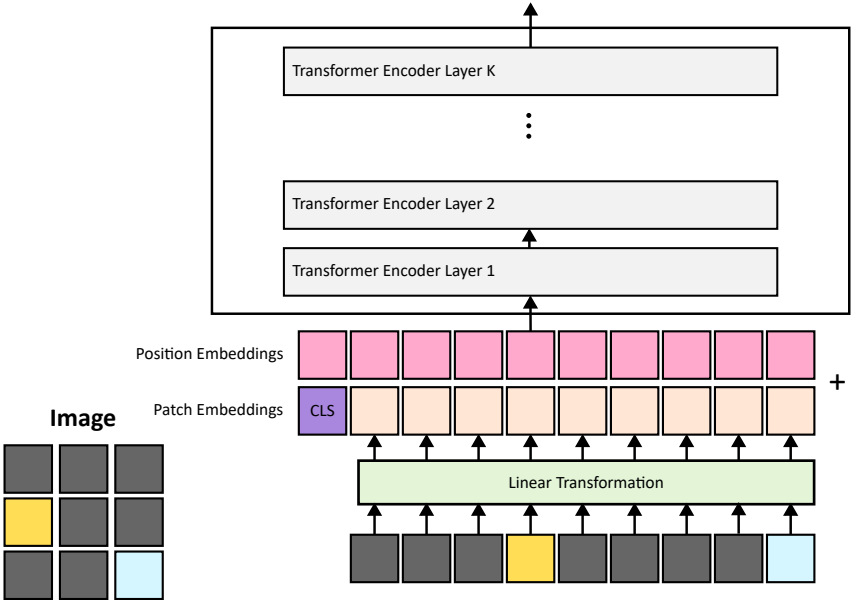 Transformer Encoder Layer K
Transformer Encoder Layer 2
Transformer Encoder Layer 1
Position Embeddings
+
Patch Embeddings
CLS
Image
Linear Transformation